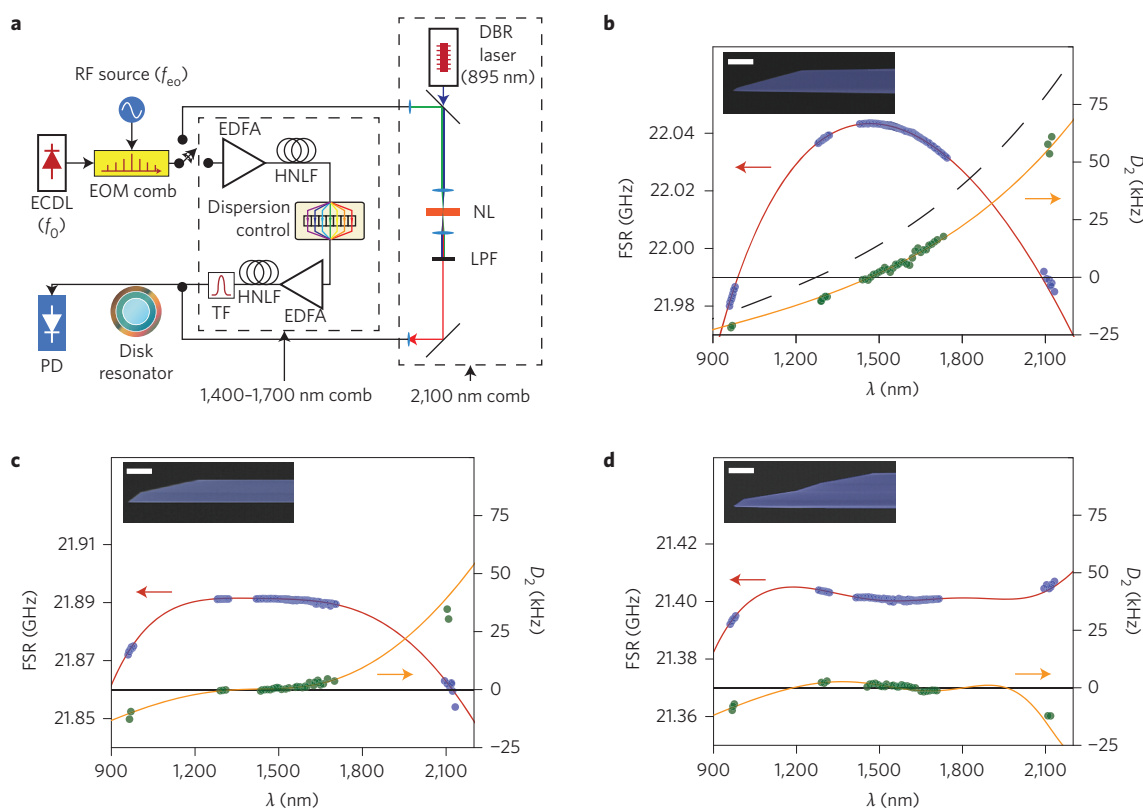 a
RF source (feo)
ECDL
(f0)
EOM comb
EDFA
HNLF
Dispersion
control
TF
HNLF
EDFA
PD
Disk
resonator
1,400–1,700 nm comb
DBR
laser
(895 nm)
NL
LPF
2,100 nm comb
b
FSR (GHz)
22.04
22.02
22.00
21.98
75
50
25
0
−25
D2 (kHz)
900 1,200 1,500 1,800 2,100
λ (nm)
c
FSR (GHz)
21.91
21.89
21.87
21.85
75
50
25
0
−25
D2 (kHz)
900 1,200 1,500 1,800 2,100
λ (nm)
d
FSR (GHz)
21.42
21.40
21.38
21.36
75
50
25
0
−25
D2 (kHz)
900 1,200 1,500 1,800 2,100
λ (nm)